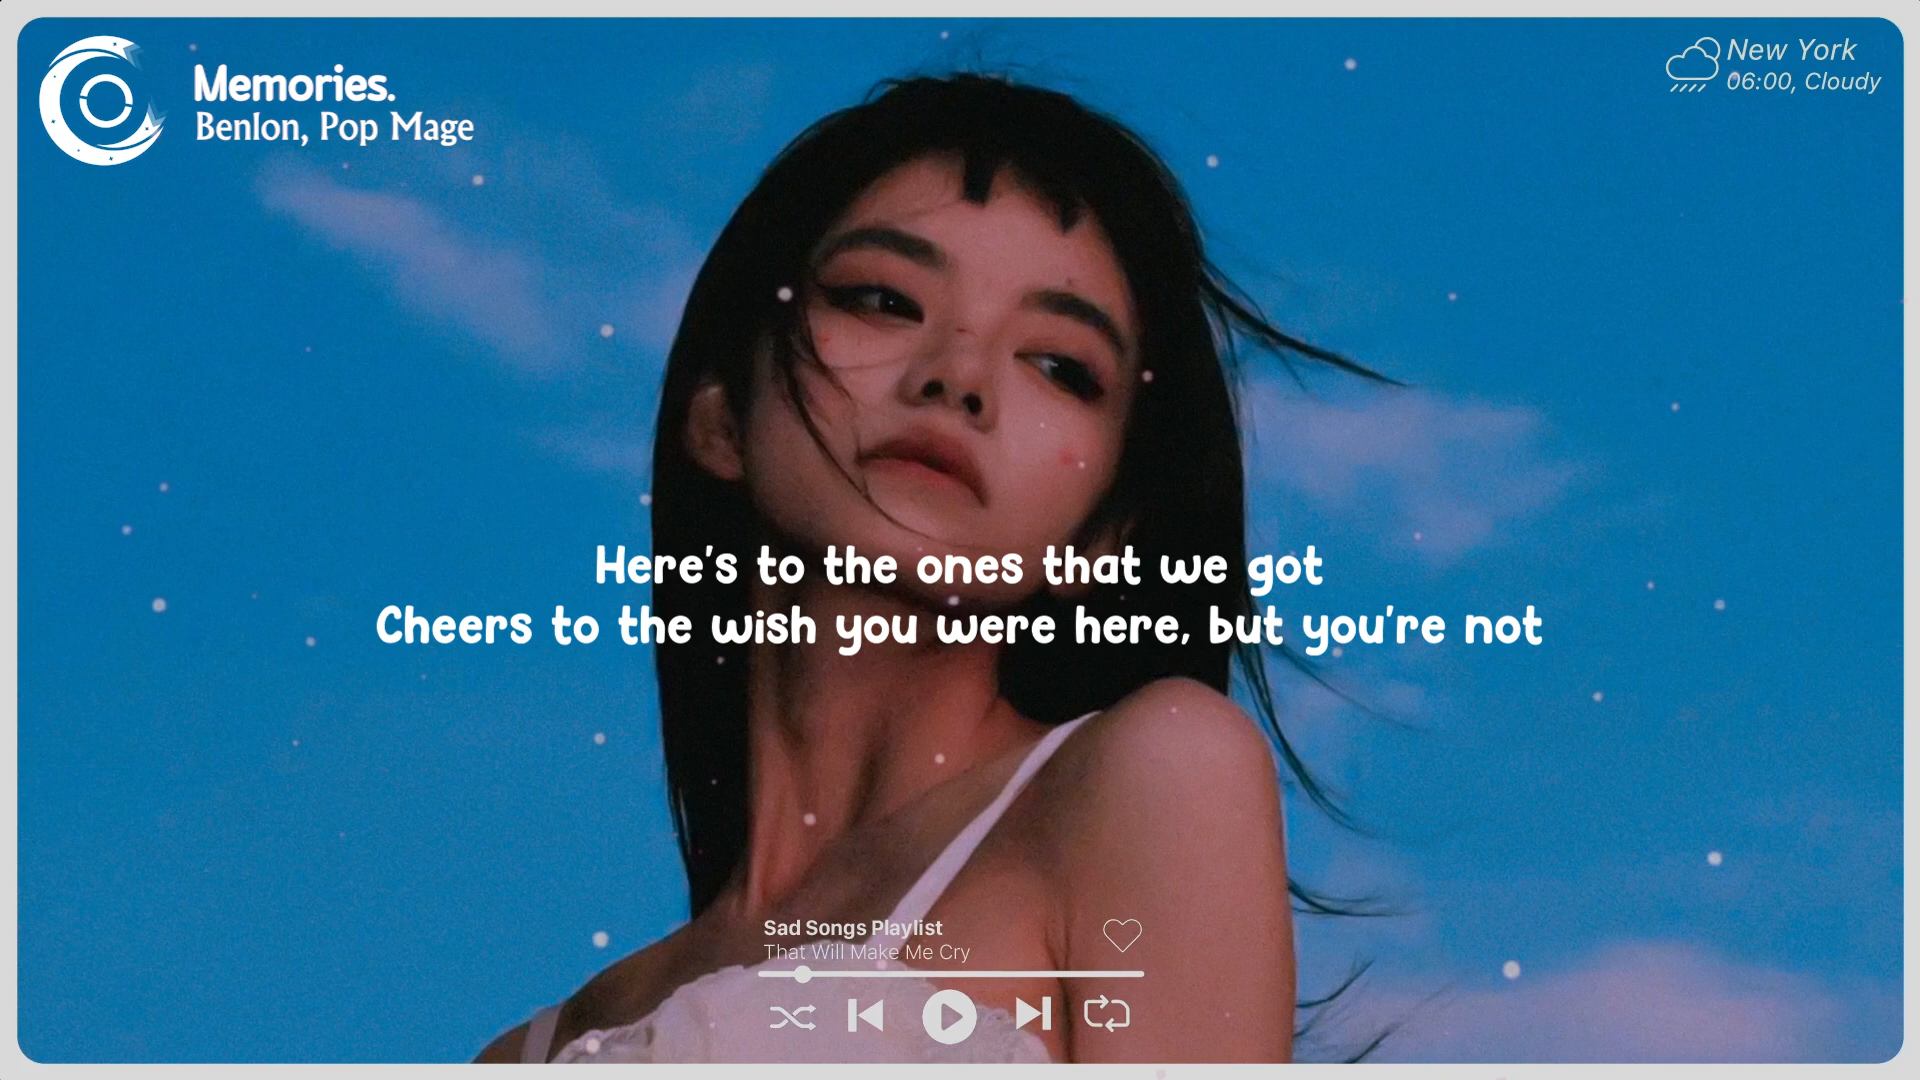 Memories.
Benlon, Pop Mage
New York
06:00, Cloudy
Here's to the ones that we got
Cheers to the wish you were here, but you're not
Sad Songs Playlist
That Will Make Me Cry